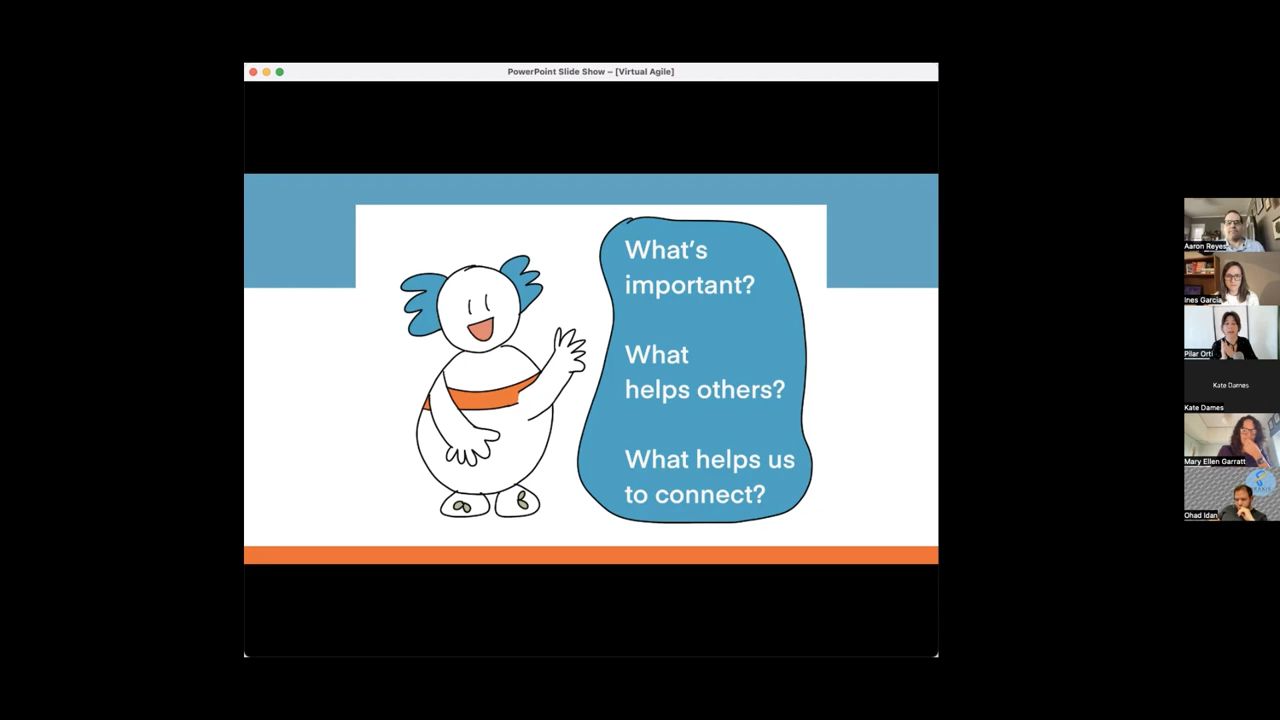 PowerPoint Slide Show – [Virtual Agile]
What's
important?
What
helps others?
What helps us
to connect?
Aaron Reyes
Ines Garcia
Pilar Orti
Kate Dames
Kate Dames
Mary Ellen Garratt
Ohad Idan